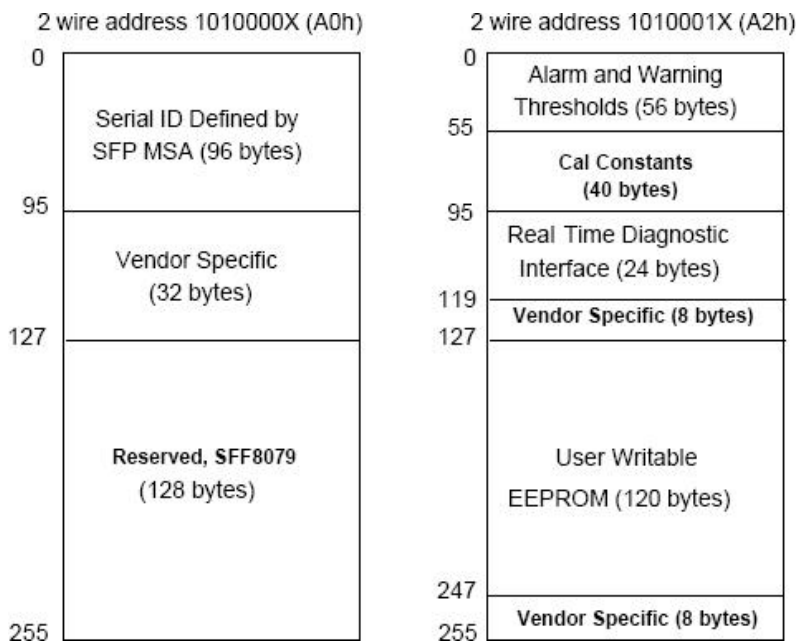 2 wire address 1010000X (A0h)
0
Serial ID Defined by
SFP MSA (96 bytes)
95
Vendor Specific
(32 bytes)
127
Reserved, SFF8079
(128 bytes)
255
2 wire address 1010001X (A2h)
0
Alarm and Warning
Thresholds (56 bytes)
55
Cal Constants
(40 bytes)
95
Real Time Diagnostic
Interface (24 bytes)
119
Vendor Specific (8 bytes)
127
User Writable
EEPROM (120 bytes)
247
Vendor Specific (8 bytes)
255